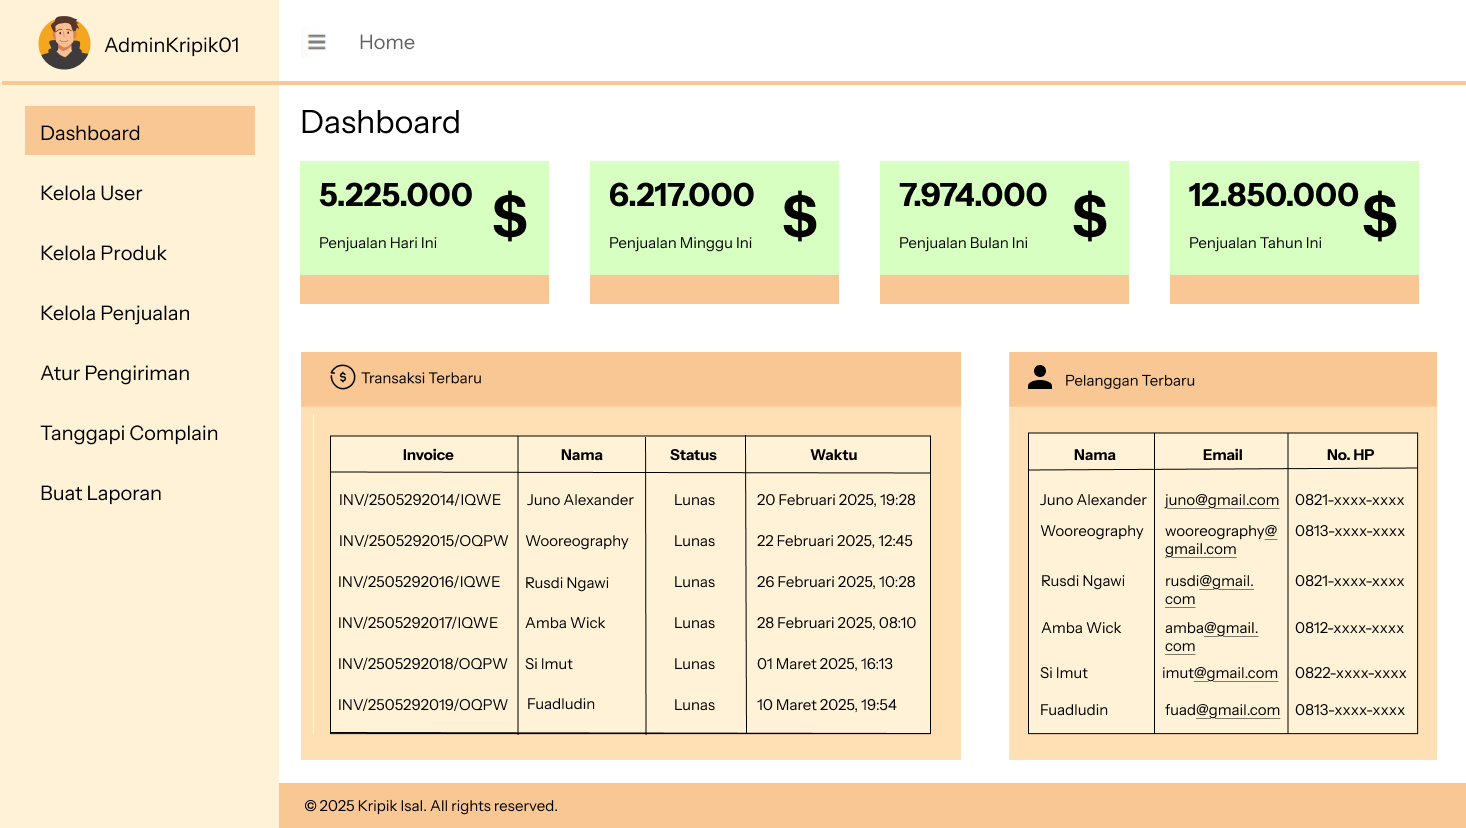 AdminKripik01
Home
Dashboard
Kelola User
Kelola Produk
Kelola Penjualan
Atur Pengiriman
Tanggapi Complain
Buat Laporan
Dashboard
5.225.000 $
Penjualan Hari Ini
6.217.000 $
Penjualan Minggu Ini
7.974.000 $
Penjualan Bulan Ini
12.850.000 $
Penjualan Tahun Ini
$ Transaksi Terbaru
Invoice Nama Status Waktu
INV/2505292014/IQWE Juno Alexander Lunas 20 Februari 2025, 19:28
INV/2505292015/OQPW Wooreography Lunas 22 Februari 2025, 12:45
INV/2505292016/IQWE Rusdi Ngawi Lunas 26 Februari 2025, 10:28
INV/2505292017/IQWE Amba Wick Lunas 28 Februari 2025, 08:10
INV/2505292018/OQPW Si Imut Lunas 01 Maret 2025, 16:13
INV/2505292019/OQPW Fuadludin Lunas 10 Maret 2025, 19:54
Pelanggan Terbaru
Nama Email No. HP
Juno Alexander juno@gmail.com 0821-xxxx-xxxx
Wooreography wooreography@ 0813-xxxx-xxxx
gmail.com
Rusdi Ngawi rusdi@gmail. 0821-xxxx-xxxx
com
Amba Wick amba@gmail. 0812-xxxx-xxxx
com
Si Imut imut@gmail.com 0822-xxxx-xxxx
Fuadludin fuad@gmail.com 0813-xxxx-xxxx
© 2025 Kripik Isal. All rights reserved.